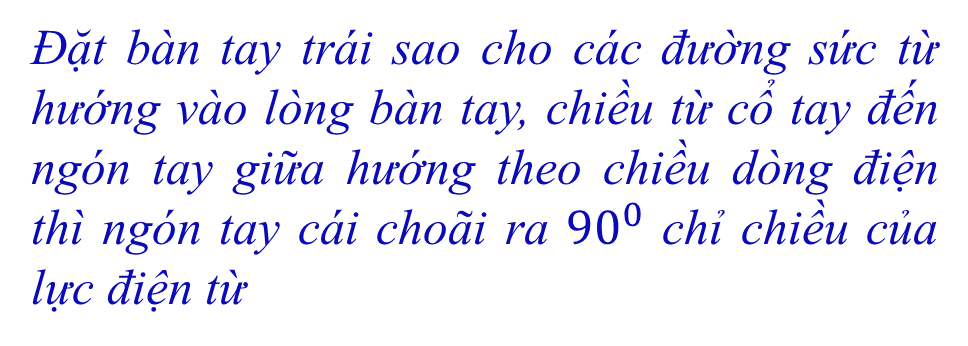 Đặt bàn tay trái sao cho các đường sức từ
hướng vào lòng bàn tay, chiều từ cổ tay đến
ngón tay giữa hướng theo chiều dòng điện
thì ngón tay cái choãi ra 90⁰ chỉ chiều của
lực điện từ